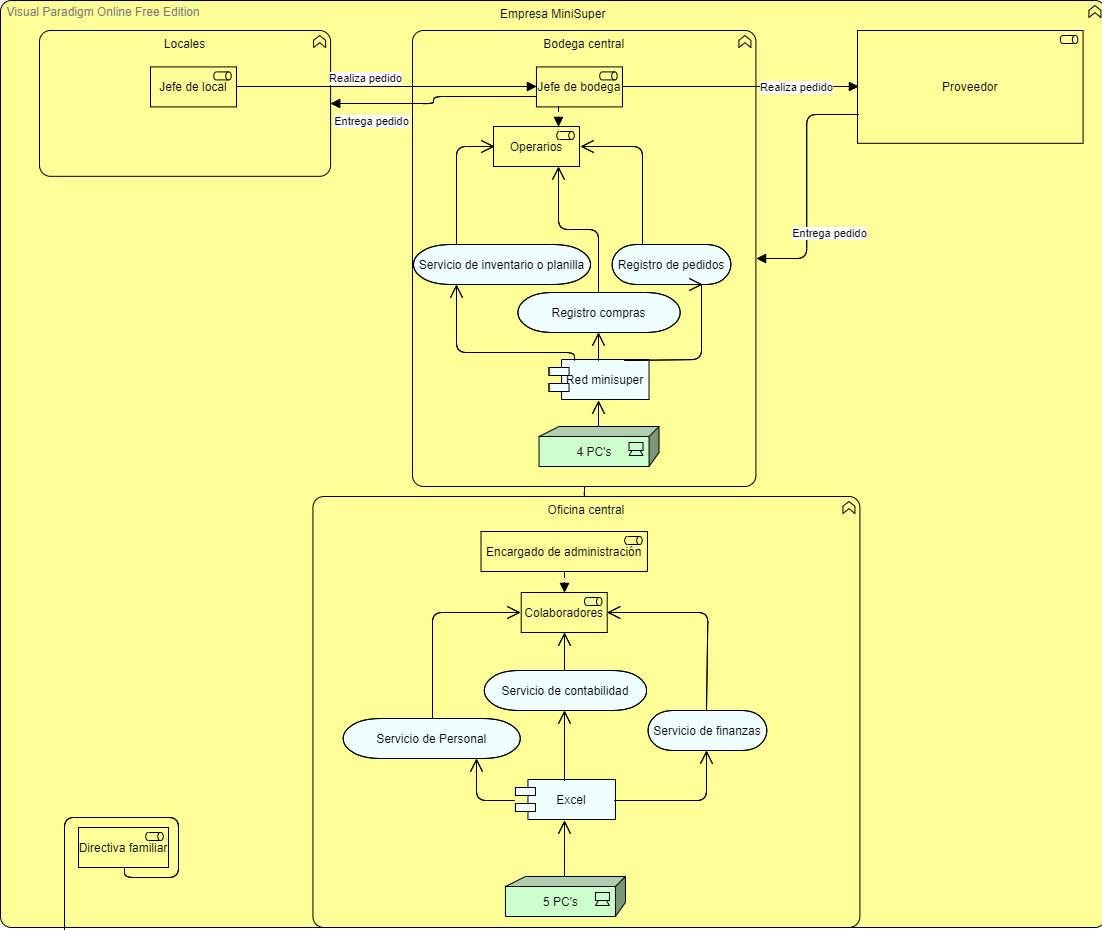 Visual Paradigm Online Free Edition
Empresa MiniSuper
Locales
Bodega central
Jefe de local
Realiza pedido
Jefe de bodega
Realiza pedido
Proveedor
Entrega pedido
Operarios
Entrega pedido
Servicio de inventario o planilla
Registro de pedidos
Registro compras
Red minisuper
4 PC's
Oficina central
Encargado de administración
Colaboradores
Servicio de contabilidad
Servicio de Personal
Servicio de finanzas
Excel
Directiva familiar
5 PC's